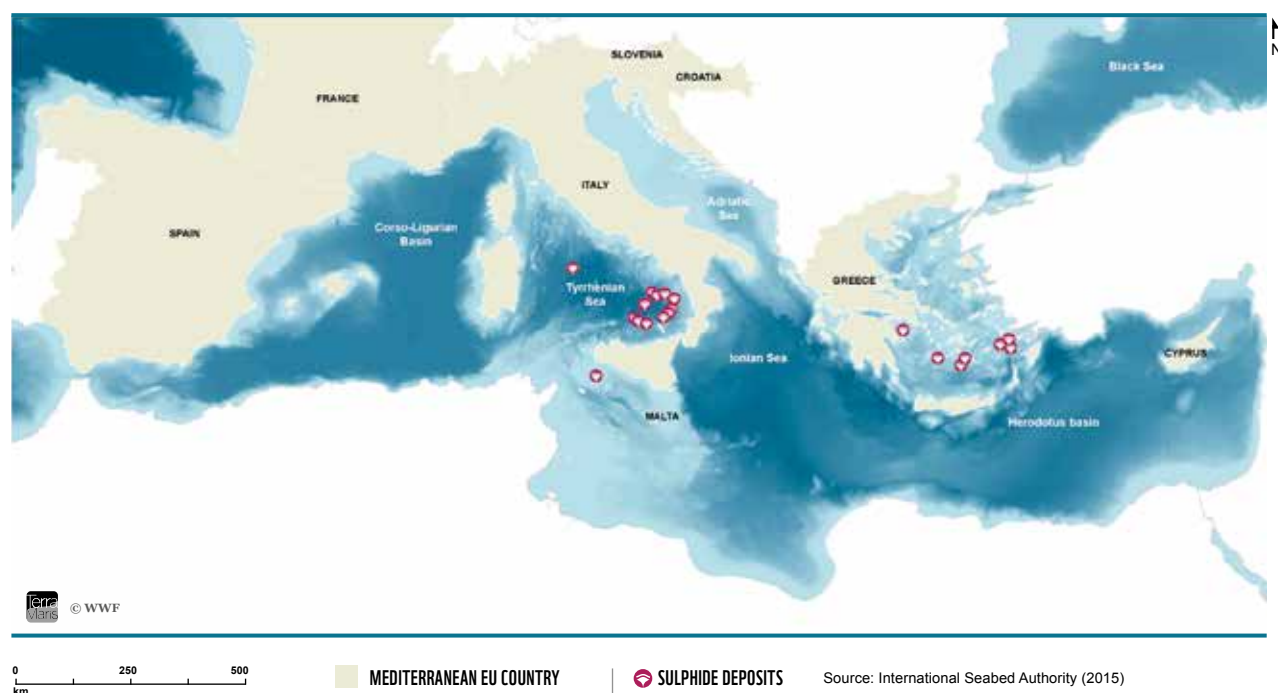 SLOVENIA
CROATIA
Black Sea
FRANCE
ITALY
Adriatic
Sea
SPAIN
Corso-Ligurian
Basin
Tyrrhenian
Sea
GREECE
Ionian Sea
CYPRUS
MALTA
Herodotus basin
Terra
Maris
© WWF
0
250
500
km
MEDITERRANEAN EU COUNTRY
SULPHIDE DEPOSITS
Source: International Seabed Authority (2015)